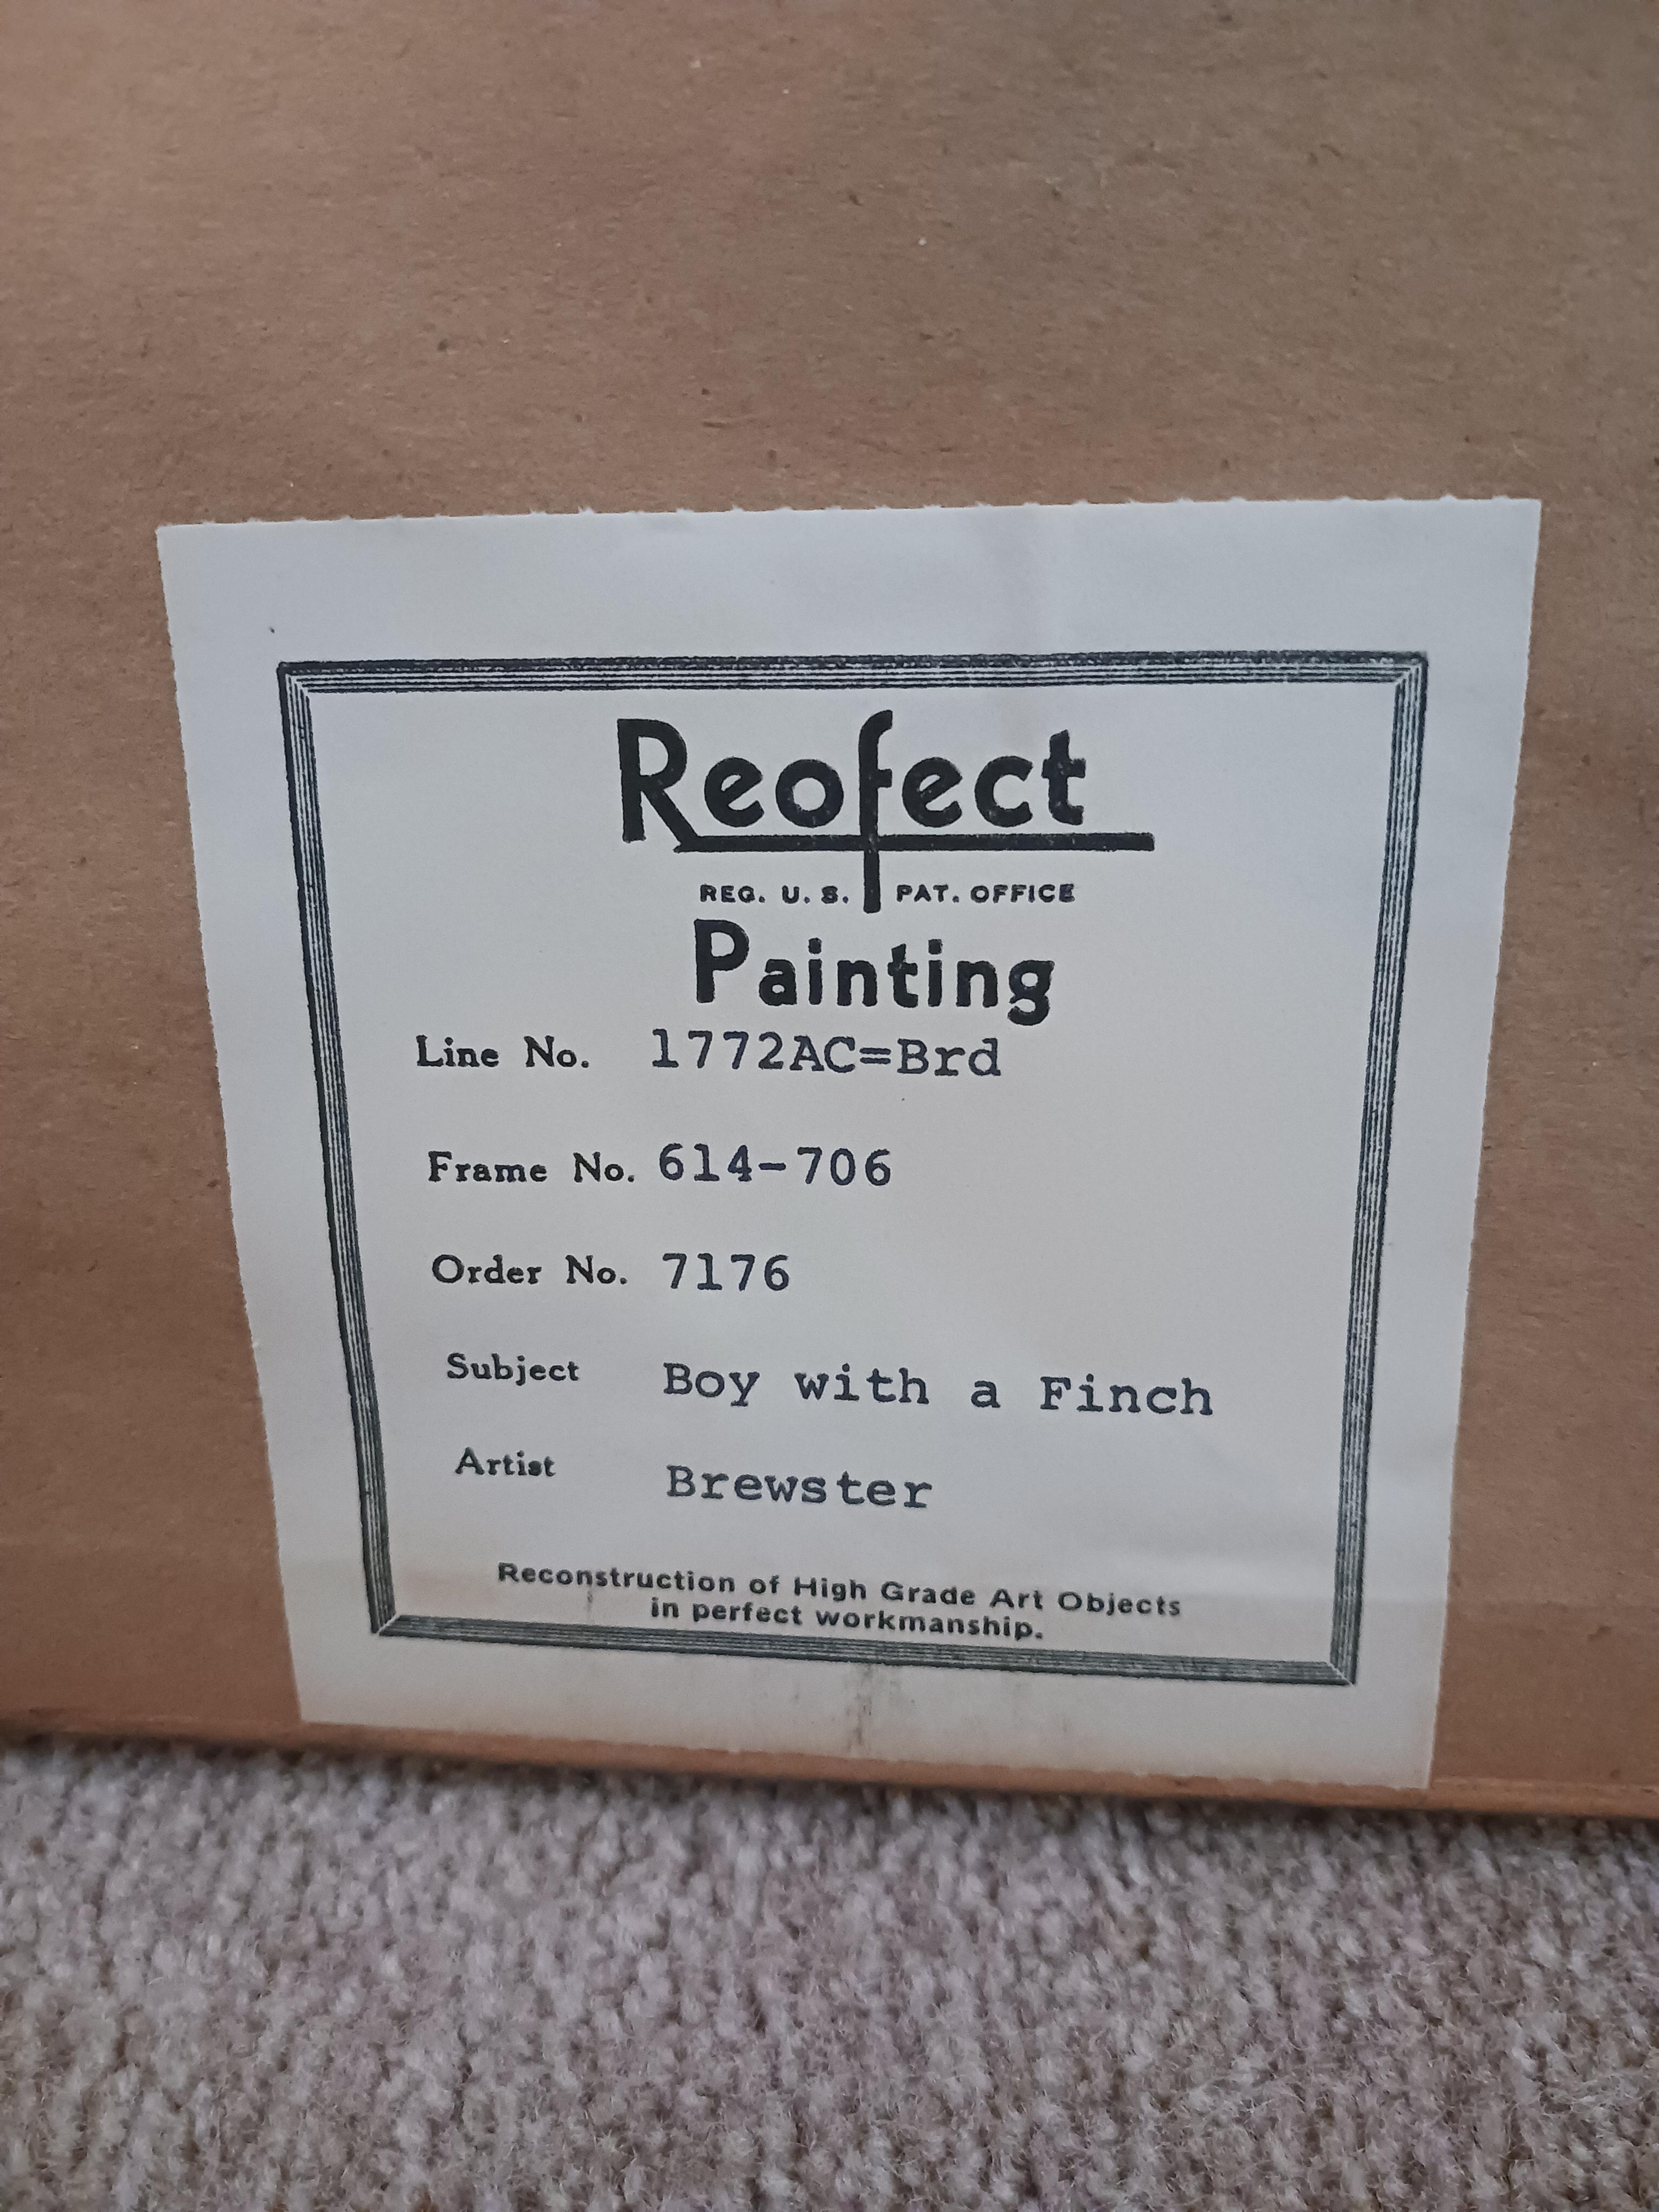 Reofect
REG. U. S. PAT. OFFICE
Painting
Line No. 1772AC=Brd
Frame No. 614-706
Order No. 7176
Subject Boy with a Finch
Artist Brewster
Reconstruction of High Grade Art Objects
in perfect workmanship.